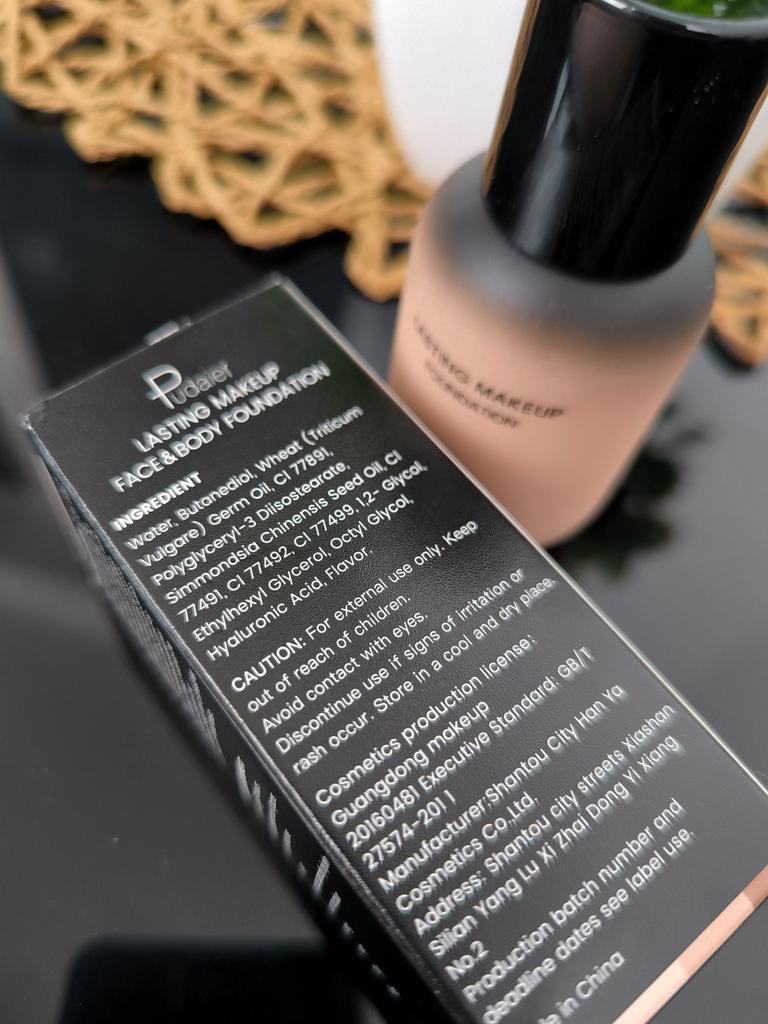 Pudaier
LASTING MAKEUP
FACE&BODY FOUNDATION
INGREDIENT
Water, Butanediol, Wheat (Triticum
Vulgare) Germ Oil, CI 77891,
Polyglyceryl-3 Diisostearate,
Simmondsia Chinensis Seed Oil, CI
77491, CI 77492, CI 77499, 1,2- Glycol,
Ethylhexyl Glycerol, Octyl Glycol,
Hyaluronic Acid, Flavor.
CAUTION: For external use only. Keep
out of reach of children.
Avoid contact with eyes.
Discontinue use if signs of irritation or
rash occur. Store in a cool and dry place.
Cosmetics production license:
Guangdong makeup
20160481 Executive Standard: GB/T
27574-2011
Manufacturer:Shantou City Han Ya
Cosmetics Co.,Ltd,
Address: Shantou city streets Xiashan
Silian Yang Lu Xi Zhai Dong Yi Xiang
No.2
Production batch number and
deadline dates see label use.
in China
LASTING MAKEUP
FOUNDATION